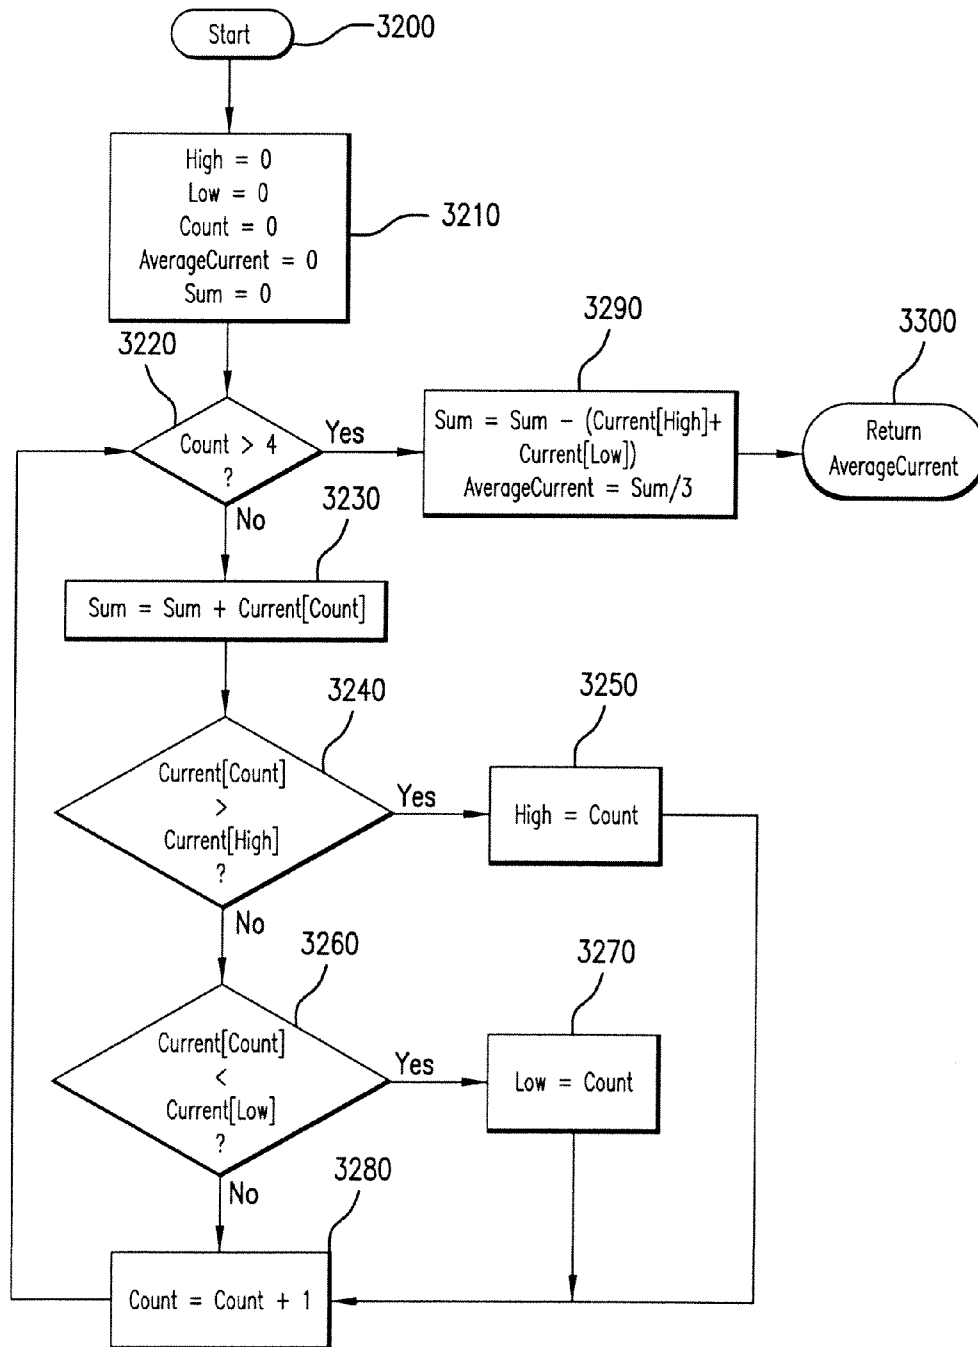 Start
3200
High = 0
Low = 0
Count = 0
AverageCurrent = 0
Sum = 0
3210
3220
Count > 4
?
Yes
No
3290
Sum = Sum - (Current[High]+
Current[Low])
AverageCurrent = Sum/3
3300
Return
AverageCurrent
3230
Sum = Sum + Current[Count]
3240
Current[Count]
>
Current[High]
?
Yes
No
3250
High = Count
3260
Current[Count]
<
Current[Low]
?
Yes
No
3270
Low = Count
3280
Count = Count + 1